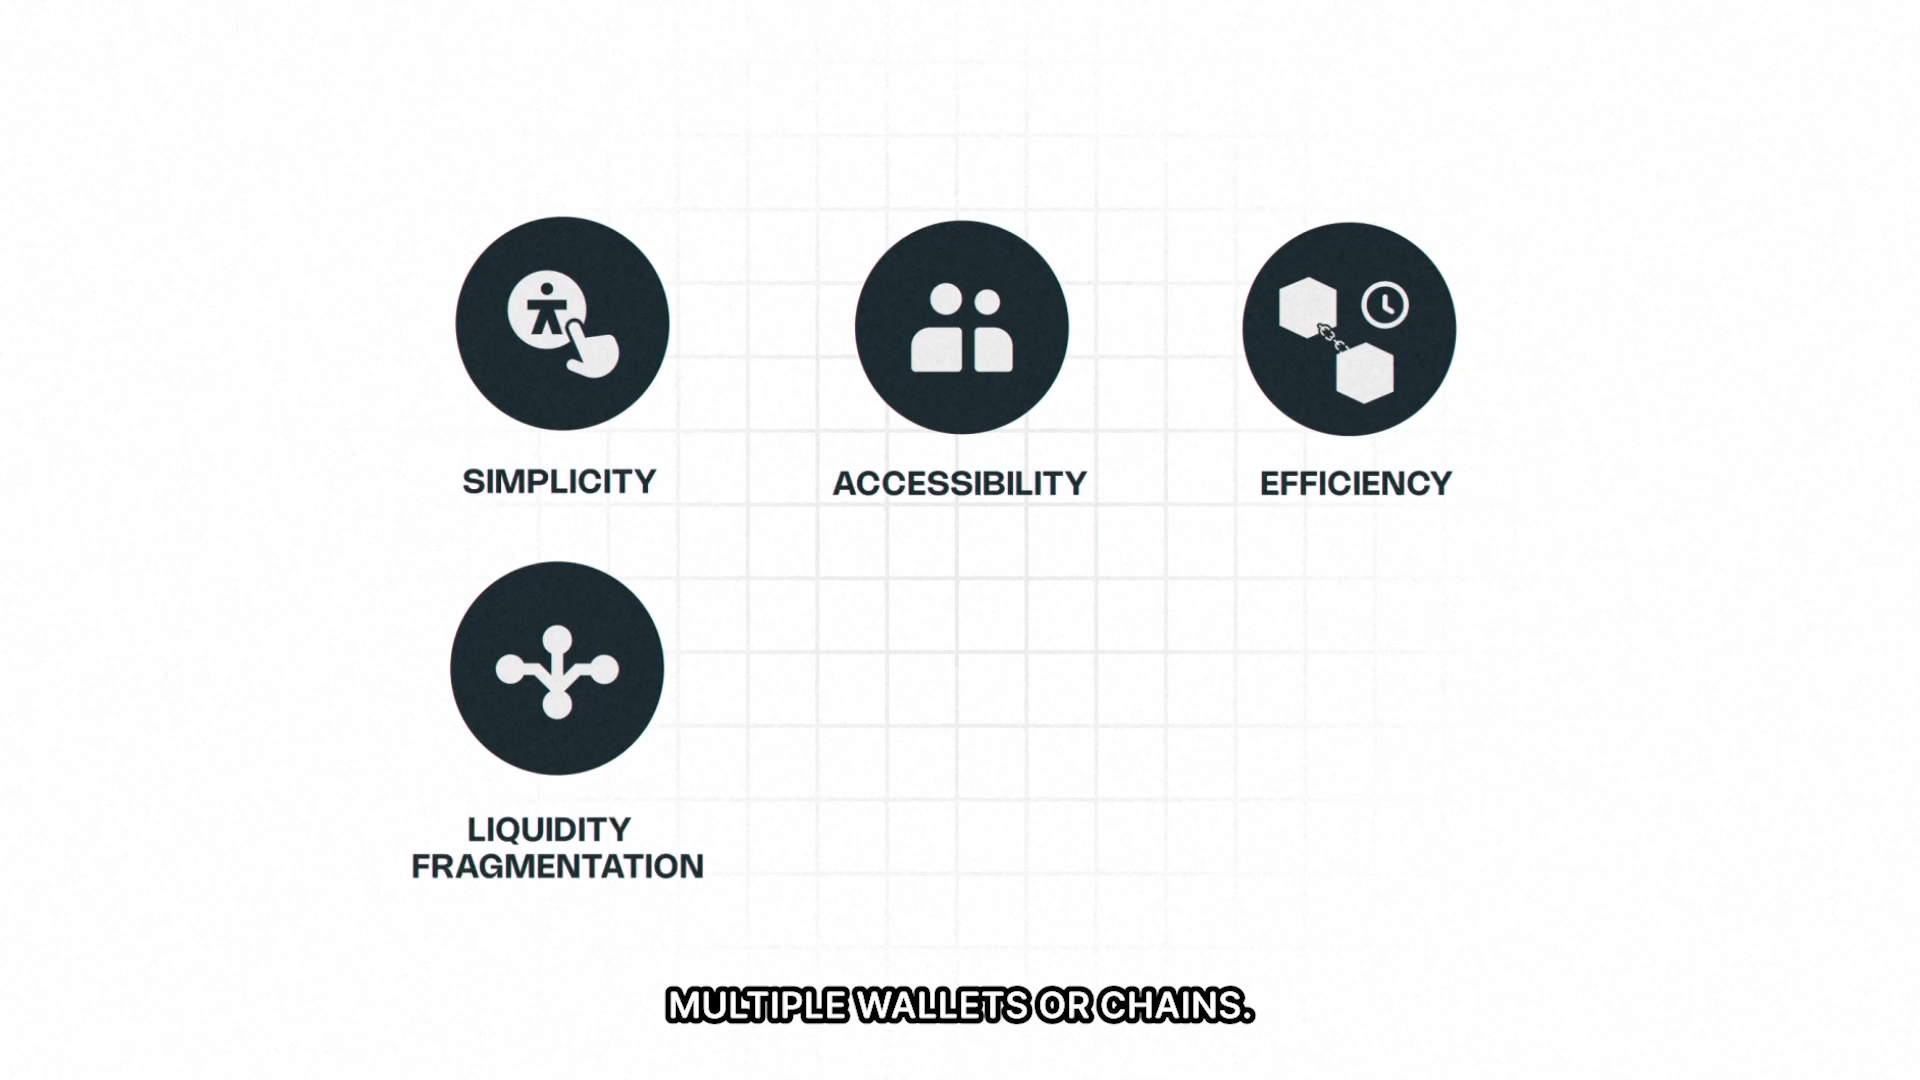 SIMPLICITY
ACCESSIBILITY
EFFICIENCY
LIQUIDITY
FRAGMENTATION
MULTIPLE WALLETS OR CHAINS.